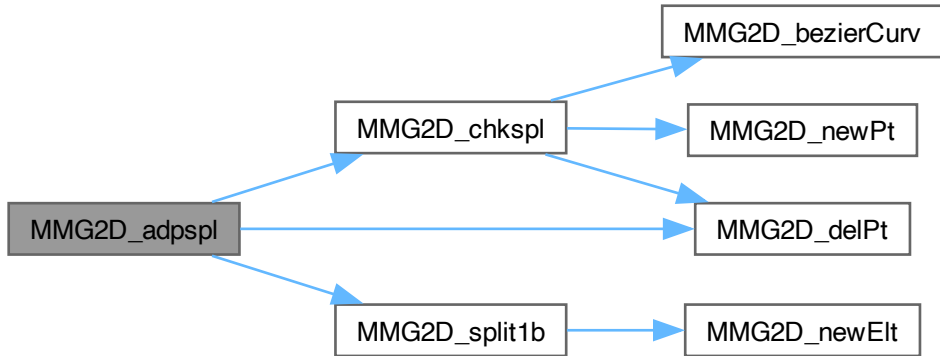 MMG2D_bezierCurv
MMG2D_chkspl
MMG2D_newPt
MMG2D_adpspl
MMG2D_delPt
MMG2D_split1b
MMG2D_newElt